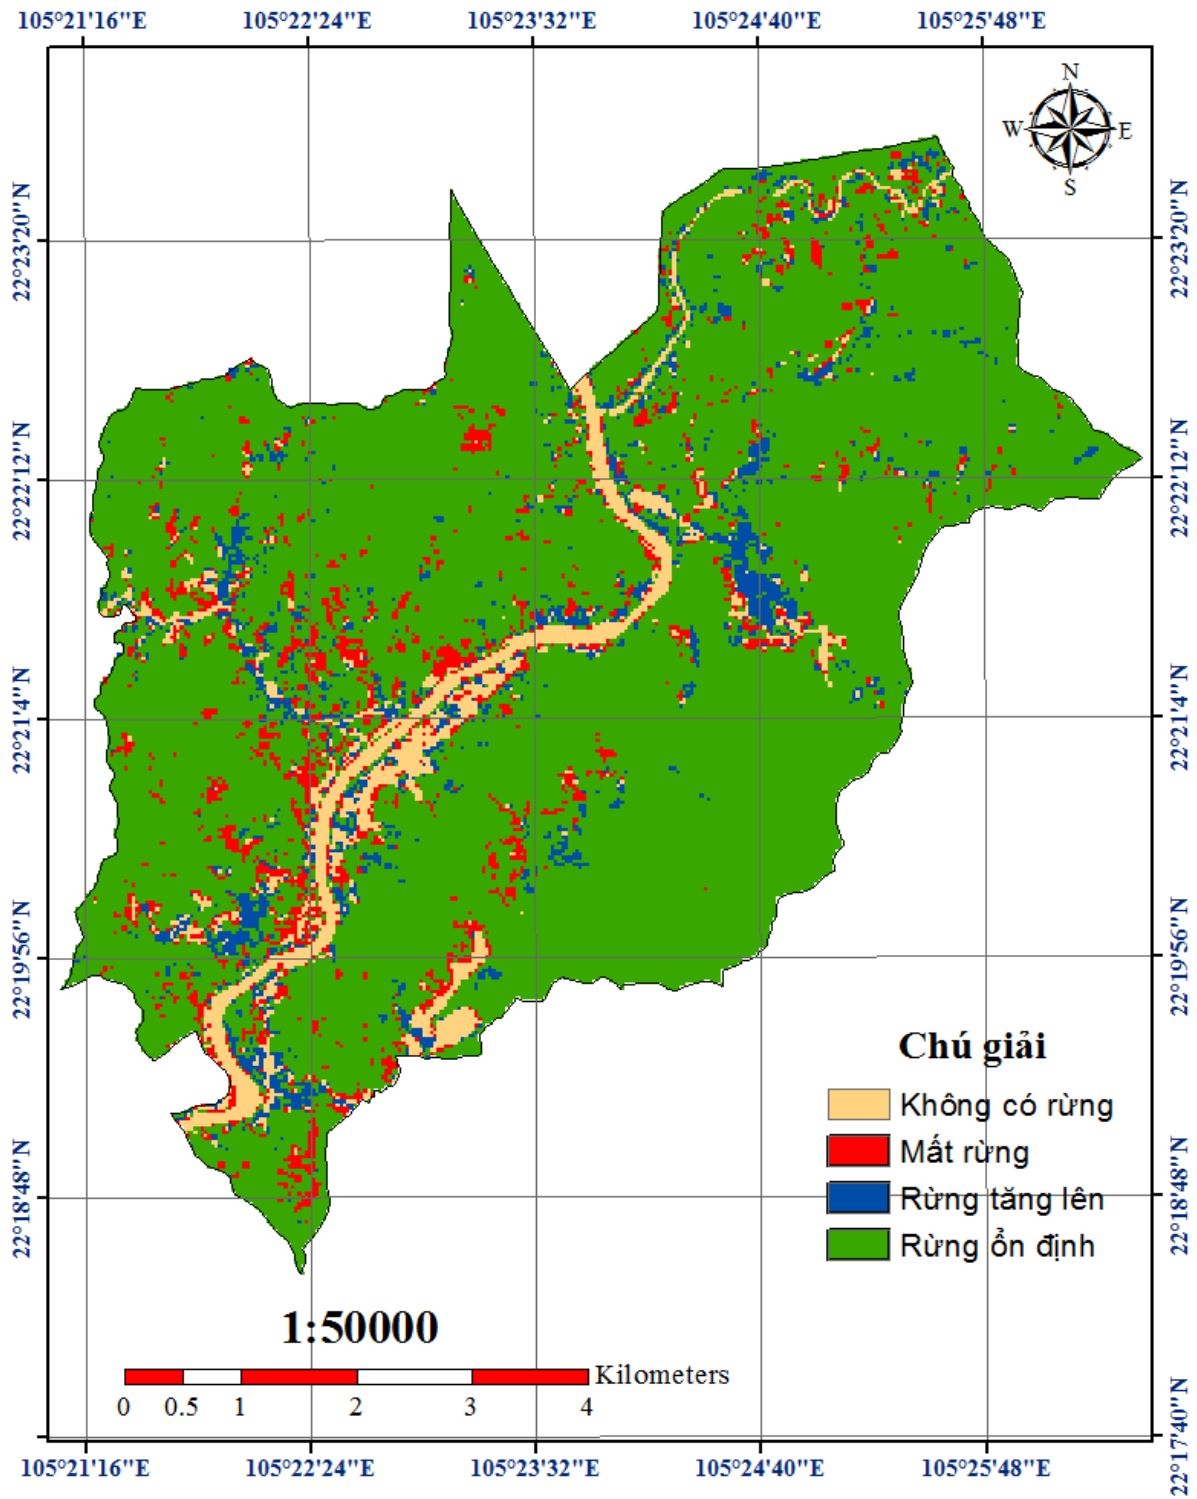 105°21'16"E 105°22'24"E 105°23'32"E 105°24'40"E 105°25'48"E
N
W E
S
22°23'20"N 22°23'20"N
22°22'12"N 22°22'12"N
22°21'4"N 22°21'4"N
22°19'56"N 22°19'56"N
Chú giải
Không có rừng
Mất rừng
Rừng tăng lên
Rừng ổn định
22°18'48"N 22°18'48"N
1:50000
Kilometers
0 0.5 1 2 3 4
22°17'40"N
105°21'16"E 105°22'24"E 105°23'32"E 105°24'40"E 105°25'48"E